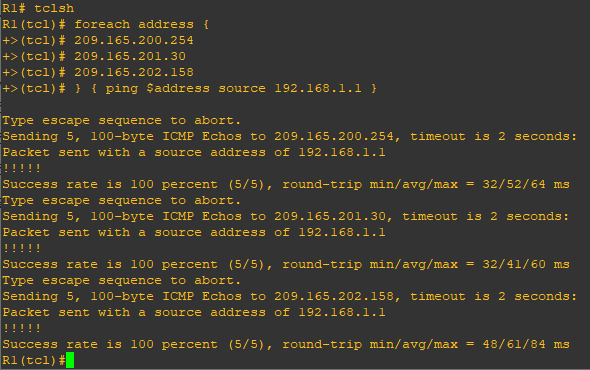 R1# tclsh
R1(tcl)# foreach address {
+>(tcl)# 209.165.200.254
+>(tcl)# 209.165.201.30
+>(tcl)# 209.165.202.158
+>(tcl)# } { ping $address source 192.168.1.1 }
Type escape sequence to abort.
Sending 5, 100-byte ICMP Echos to 209.165.200.254, timeout is 2 seconds:
Packet sent with a source address of 192.168.1.1
!!!!!
Success rate is 100 percent (5/5), round-trip min/avg/max = 32/52/64 ms
Type escape sequence to abort.
Sending 5, 100-byte ICMP Echos to 209.165.201.30, timeout is 2 seconds:
Packet sent with a source address of 192.168.1.1
!!!!!
Success rate is 100 percent (5/5), round-trip min/avg/max = 32/41/60 ms
Type escape sequence to abort.
Sending 5, 100-byte ICMP Echos to 209.165.202.158, timeout is 2 seconds:
Packet sent with a source address of 192.168.1.1
!!!!!
Success rate is 100 percent (5/5), round-trip min/avg/max = 48/61/84 ms
R1(tcl)#